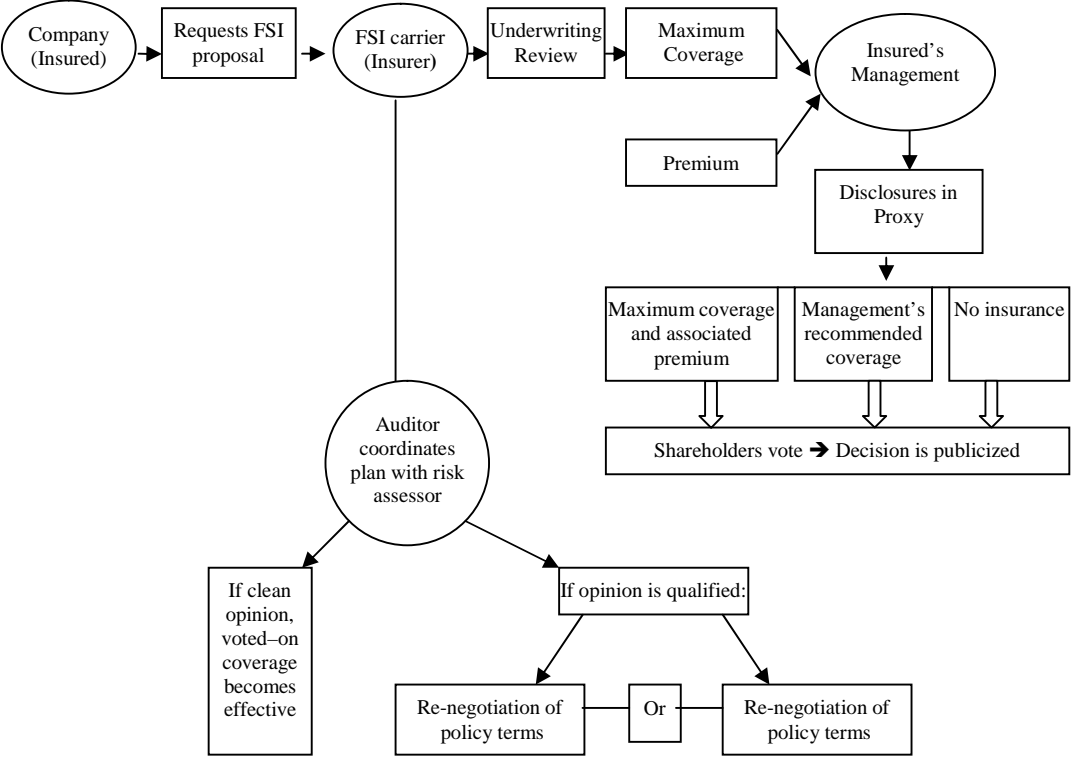 Company
(Insured)
Requests FSI
proposal
FSI carrier
(Insurer)
Underwriting
Review
Maximum
Coverage
Insured’s
Management
Premium
Disclosures in
Proxy
Maximum coverage
and associated
premium
Management’s
recommended
coverage
No insurance
Shareholders vote ➔ Decision is publicized
Auditor
coordinates
plan with risk
assessor
If clean
opinion,
voted–on
coverage
becomes
effective
If opinion is qualified:
Re-negotiation of
policy terms
Or
Re-negotiation of
policy terms